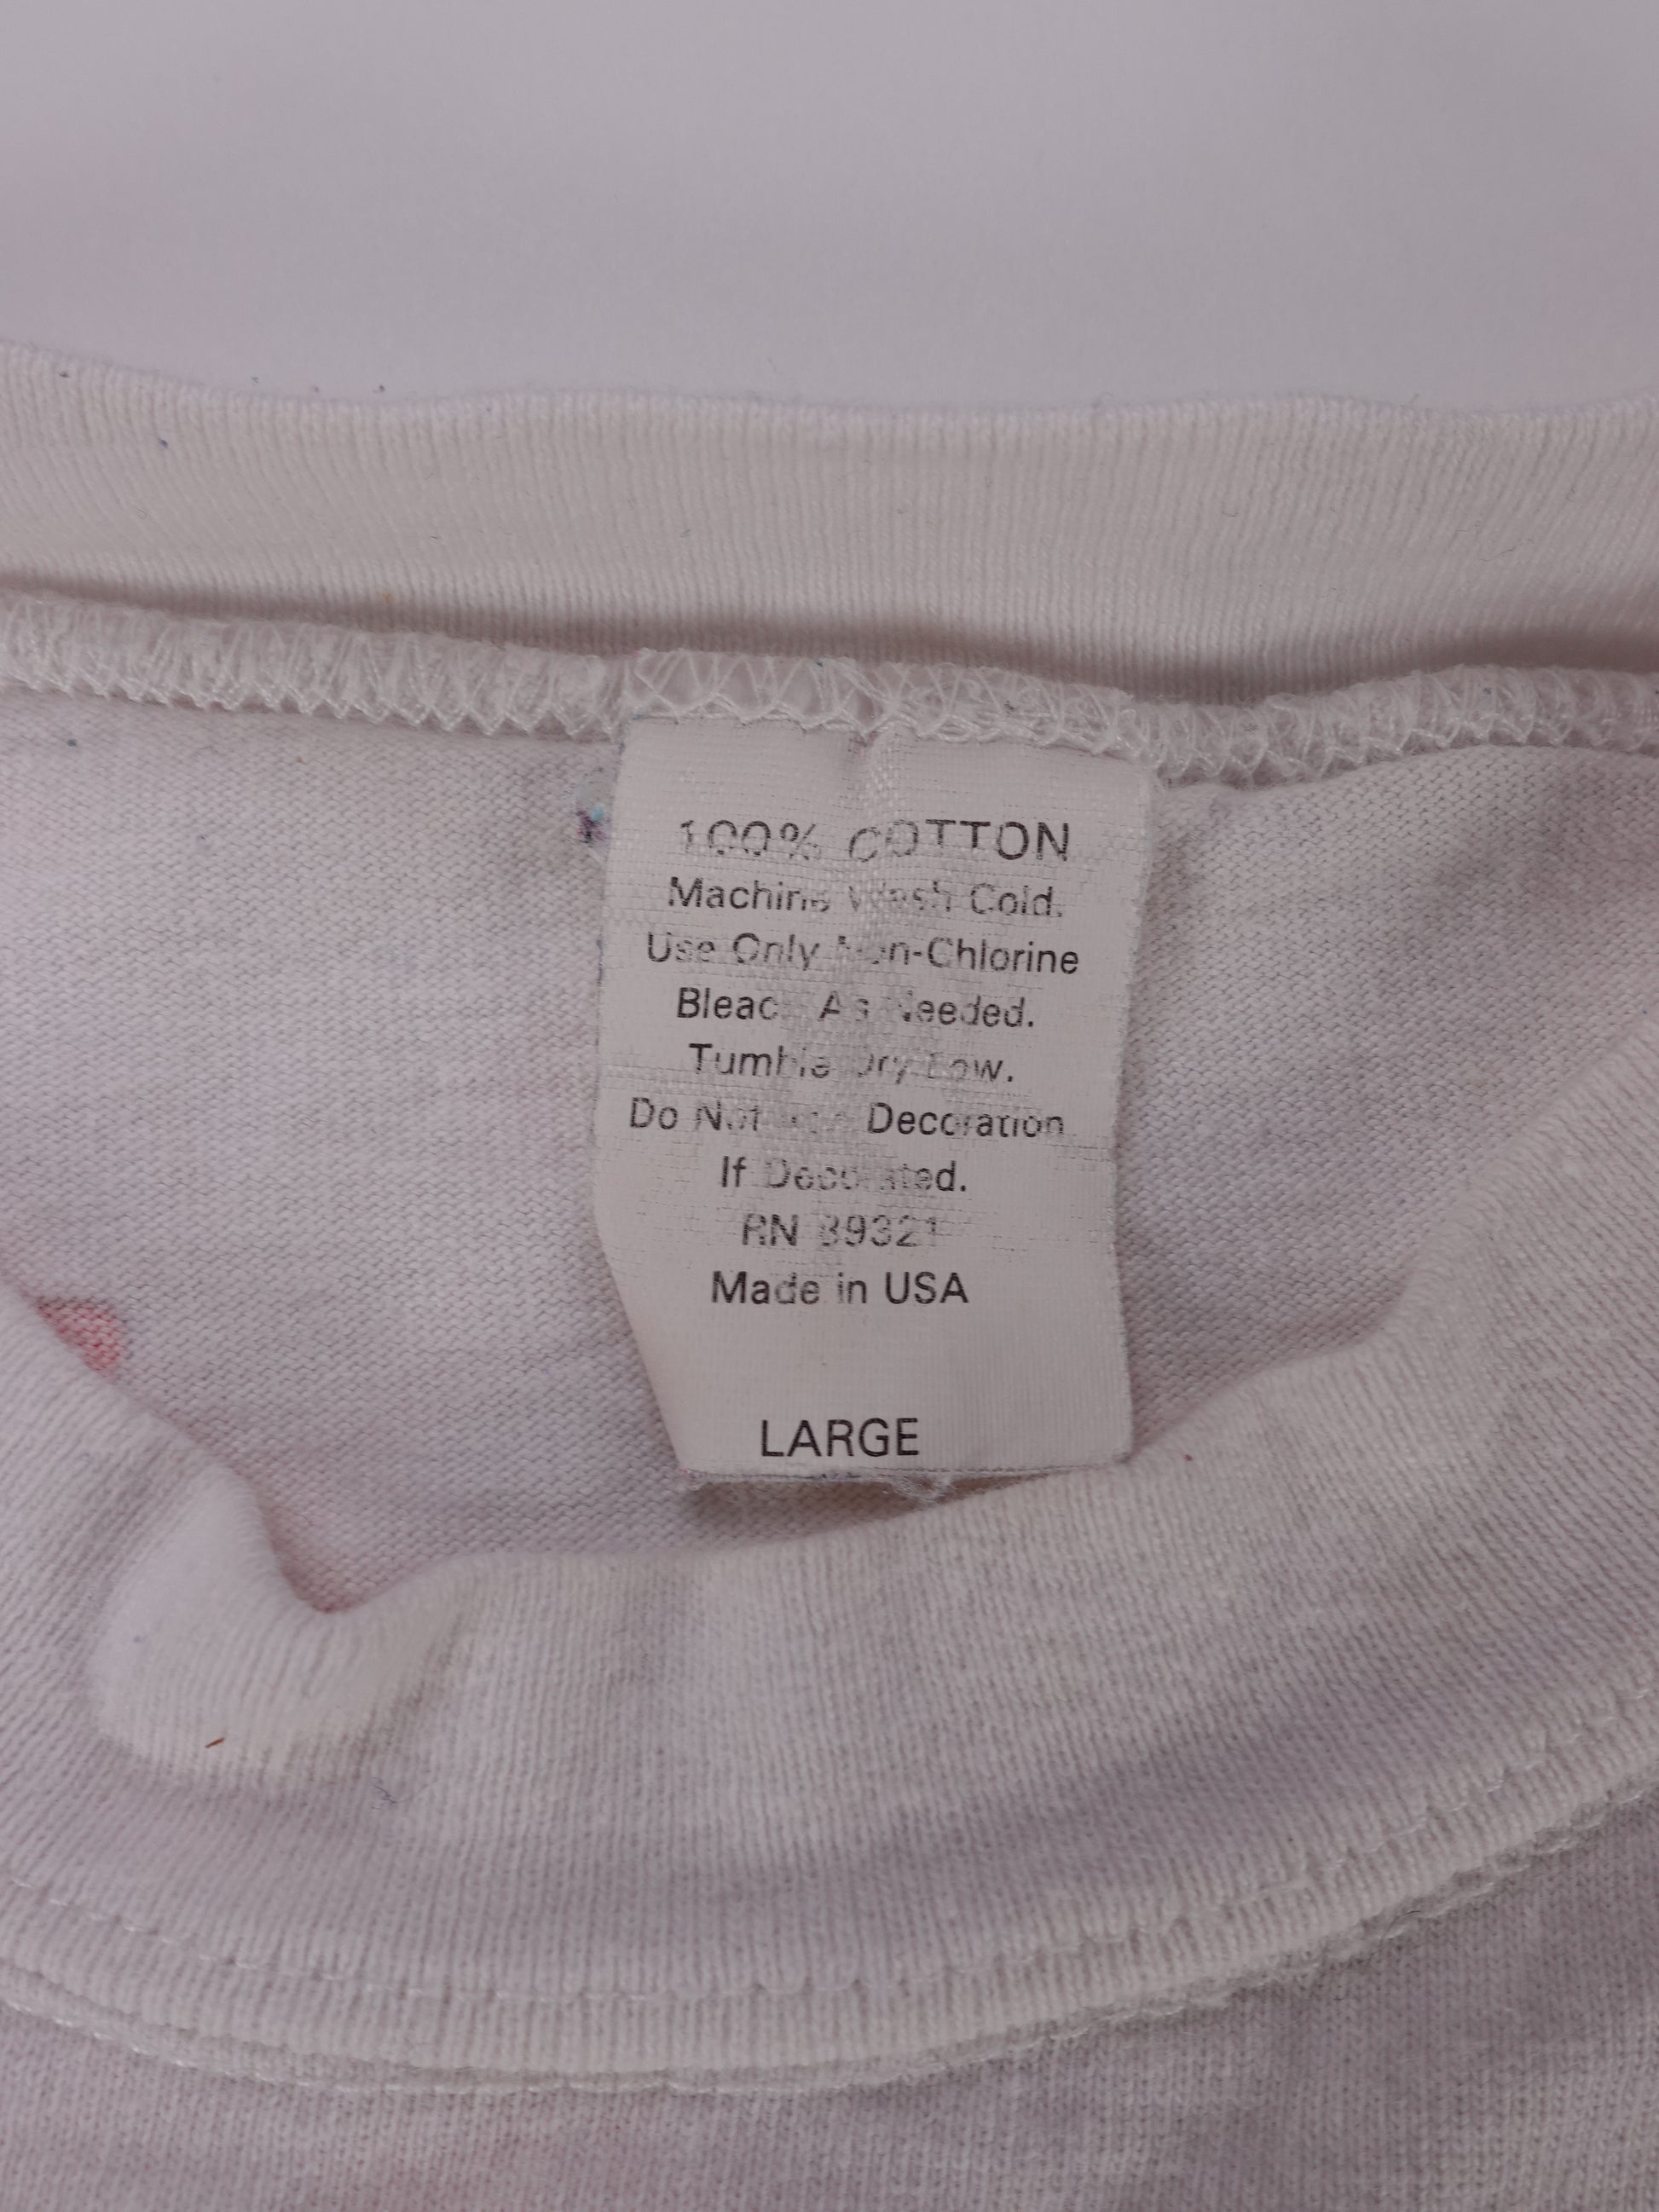 100% COTTON
Machine Wash Cold.
Use Only Non-Chlorine
Bleach As Needed.
Tumble Dry Low.
Do Not Decoration
If Decorated.
RN 39321
Made in USA
LARGE